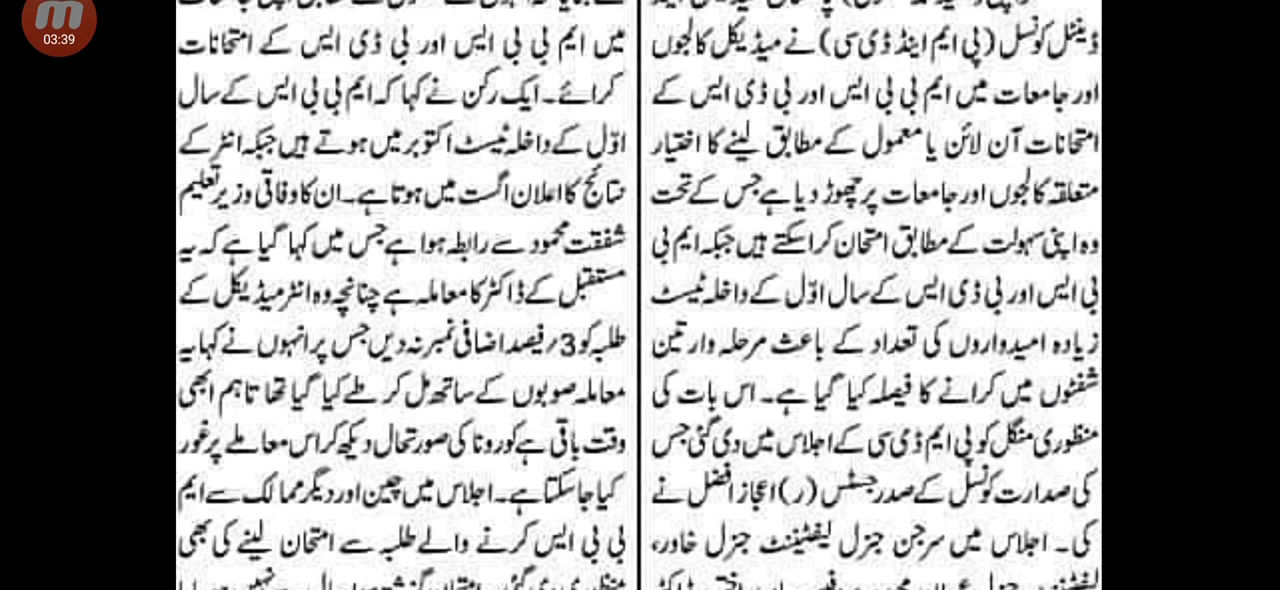 03:39
ڈینٹل کونسل (پی ایم اینڈ ڈی سی) نے میڈیکل کالجوں
اور جامعات میں ایم بی بی ایس اور بی ڈی ایس کے
امتحانات آن لائن یا معمول کے مطابق لینے کا اختیار
متعلقہ کالجوں اور جامعات پر چھوڑ دیا ہے جس کے تحت
وہ اپنی سہولت کے مطابق امتحان کراسکتے ہیں جبکہ ایم بی
بی ایس اور بی ڈی ایس کے سال اوّل کے داخلہ ٹیسٹ
زیادہ امیدواروں کی تعداد کے باعث مرحلہ وار تین
شفٹوں میں کرانے کا فیصلہ کیا گیا ہے۔ اس بات کی
منظوری منگل کو پی ایم ڈی سی کے اجلاس میں دی گئی جس
کی صدارت کونسل کے صدر جسٹس (ر) اعجاز افضل نے
کی۔ اجلاس میں سرجن جنرل لیفٹیننٹ جنرل خاور،
میں ایم بی بی ایس اور بی ڈی ایس کے امتحانات
کرائے۔ ایک رکن نے کہا کہ ایم بی بی ایس کے سال
اوّل کے داخلہ ٹیسٹ اکتوبر میں ہوتے ہیں جبکہ انٹر کے
نتائج کا اعلان اگست میں ہوتا ہے۔ ان کا وفاقی وزیر تعلیم
شفقت محمود سے رابطہ ہوا ہے جس میں کہا گیا ہے کہ یہ
مستقبل کے ڈاکٹر کا معاملہ ہے چنانچہ وہ انٹر میڈیکل کے
طلبہ کو 3؍ فیصد اضافی نمبر نہ دیں جس پر انہوں نے کہا یہ
معاملہ صوبوں کے ساتھ مل کر طے کیا گیا تھا تاہم ابھی
وقت باقی ہے کورونا کی صورتحال دیکھ کر اس معاملے پر غور
کیا جاسکتا ہے۔ اجلاس میں چین اور دیگر ممالک سے ایم
بی بی ایس کرنے والے طلبہ سے امتحان لینے کی بھی